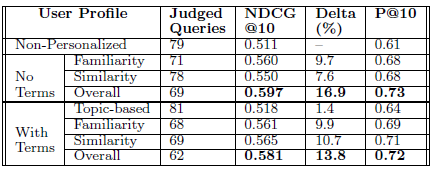 User Profile Judged Queries NDCG @10 Delta (%) P@10
Non-Personalized 79 0.511 – 0.61
No Terms Familiarity 71 0.560 9.7 0.68
Similarity 78 0.550 7.6 0.68
Overall 69 0.597 16.9 0.73
With Terms Topic-based 81 0.518 1.4 0.64
Familiarity 68 0.561 9.9 0.69
Similarity 69 0.565 10.7 0.71
Overall 62 0.581 13.8 0.72